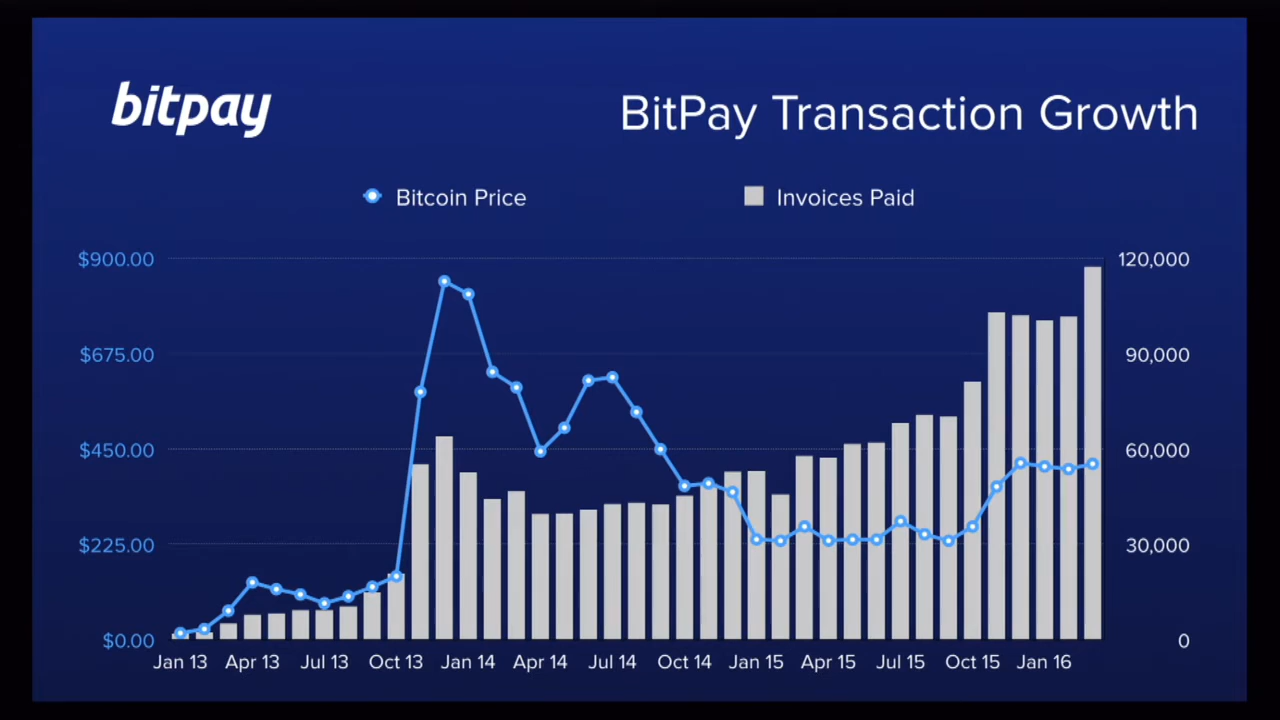 bitpay
BitPay Transaction Growth
Bitcoin Price
Invoices Paid
$900.00
$675.00
$450.00
$225.00
$0.00
120,000
90,000
60,000
30,000
0
Jan 13 Apr 13 Jul 13 Oct 13 Jan 14 Apr 14 Jul 14 Oct 14 Jan 15 Apr 15 Jul 15 Oct 15 Jan 16